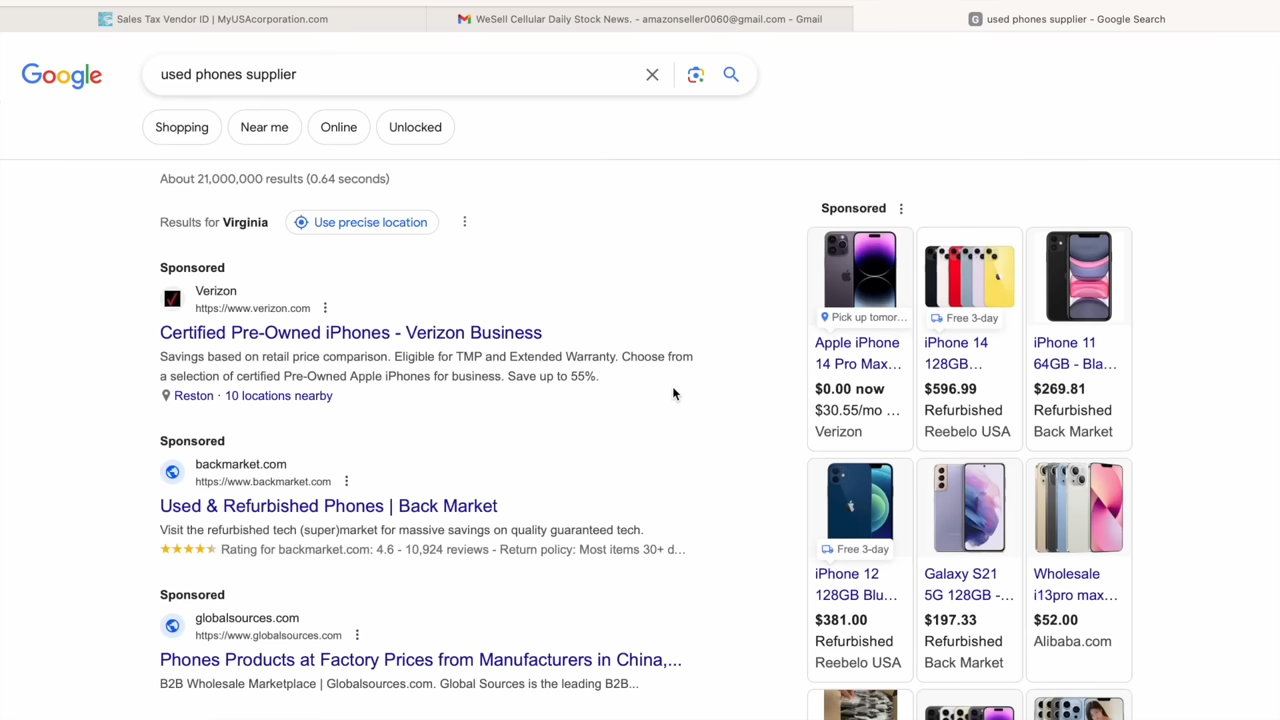 Sales Tax Vendor ID | MyUSAcorporation.com
WeSell Cellular Daily Stock News. - amazonseller0060@gmail.com - Gmail
G used phones supplier - Google Search
Google
used phones supplier
Shopping
Near me
Online
Unlocked
About 21,000,000 results (0.64 seconds)
Results for Virginia
Use precise location
Sponsored
Verizon
https://www.verizon.com
Certified Pre-Owned iPhones - Verizon Business
Savings based on retail price comparison. Eligible for TMP and Extended Warranty. Choose from
a selection of certified Pre-Owned Apple iPhones for business. Save up to 55%.
Reston · 10 locations nearby
Sponsored
backmarket.com
https://www.backmarket.com
Used & Refurbished Phones | Back Market
Visit the refurbished tech (super)market for massive savings on quality guaranteed tech.
Rating for backmarket.com: 4.6 - 10,924 reviews - Return policy: Most items 30+ d...
Sponsored
globalsources.com
https://www.globalsources.com
Phones Products at Factory Prices from Manufacturers in China,...
B2B Wholesale Marketplace | Globalsources.com. Global Sources is the leading B2B...
Sponsored
Pick up tomor...
Apple iPhone
14 Pro Max...
$0.00 now
$30.55/mo ...
Verizon
Free 3-day
iPhone 14
128GB...
$596.99
Refurbished
Reebelo USA
iPhone 11
64GB - Bla...
$269.81
Refurbished
Back Market
Free 3-day
iPhone 12
128GB Blu...
$381.00
Refurbished
Reebelo USA
Galaxy S21
5G 128GB -...
$197.33
Refurbished
Back Market
Wholesale
i13pro max...
$52.00
Alibaba.com